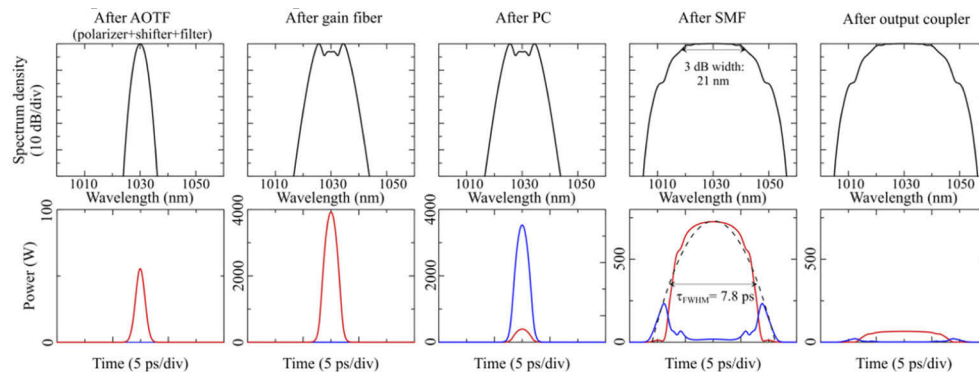 After AOTF
(polarizer+shifter+filter)
After gain fiber
After PC
After SMF
After output coupler
Spectrum density
(10 dB/div)
3 dB width:
21 nm
1010 1030 1050
1010 1030 1050
1010 1030 1050
1010 1030 1050
1010 1030 1050
Wavelength (nm)
Wavelength (nm)
Wavelength (nm)
Wavelength (nm)
Wavelength (nm)
Power (W)
0 100
0 2000 4000
0 2000 4000
0 500
0 500
τFWHM= 7.8 ps
Time (5 ps/div)
Time (5 ps/div)
Time (5 ps/div)
Time (5 ps/div)
Time (5 ps/div)